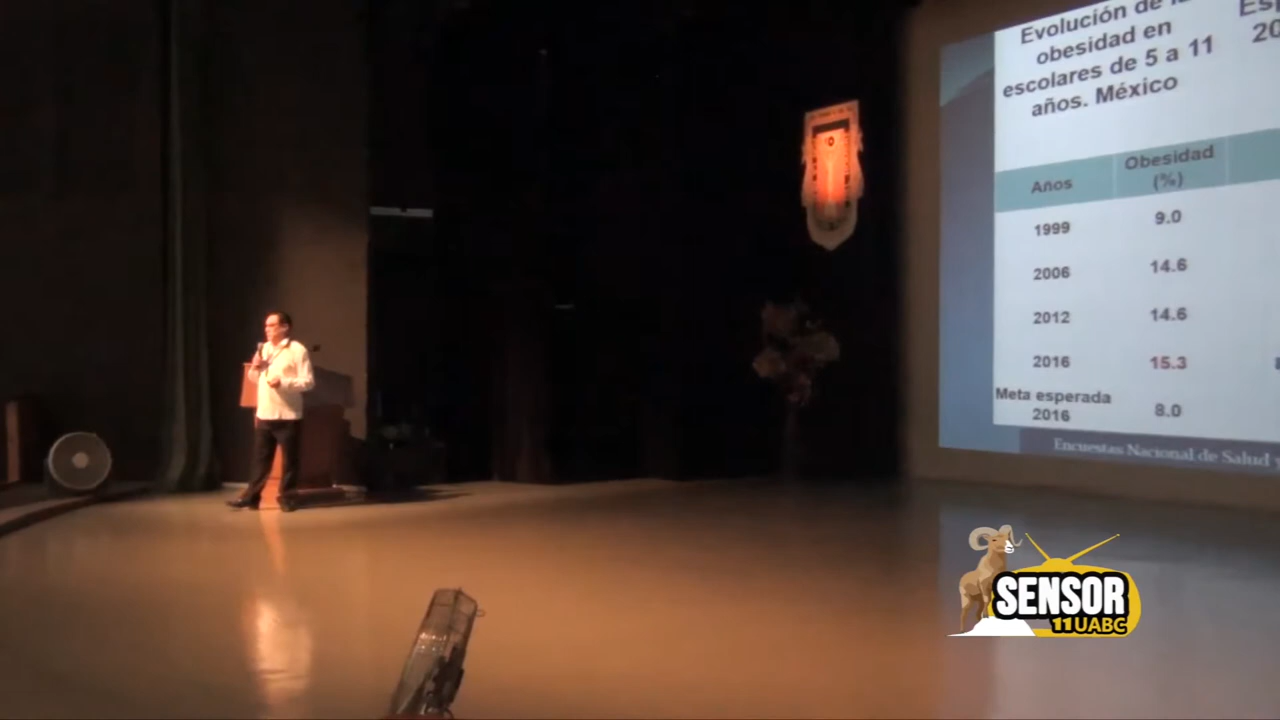 Evolución de
obesidad en
escolares de 5 a 11
años. México
20
Años
Obesidad
(%)
1999
9.0
2006
14.6
2012
14.6
2016
15.3
Meta esperada
2016
8.0
Encuestas Nacional de Salud
SENSOR
11UABC